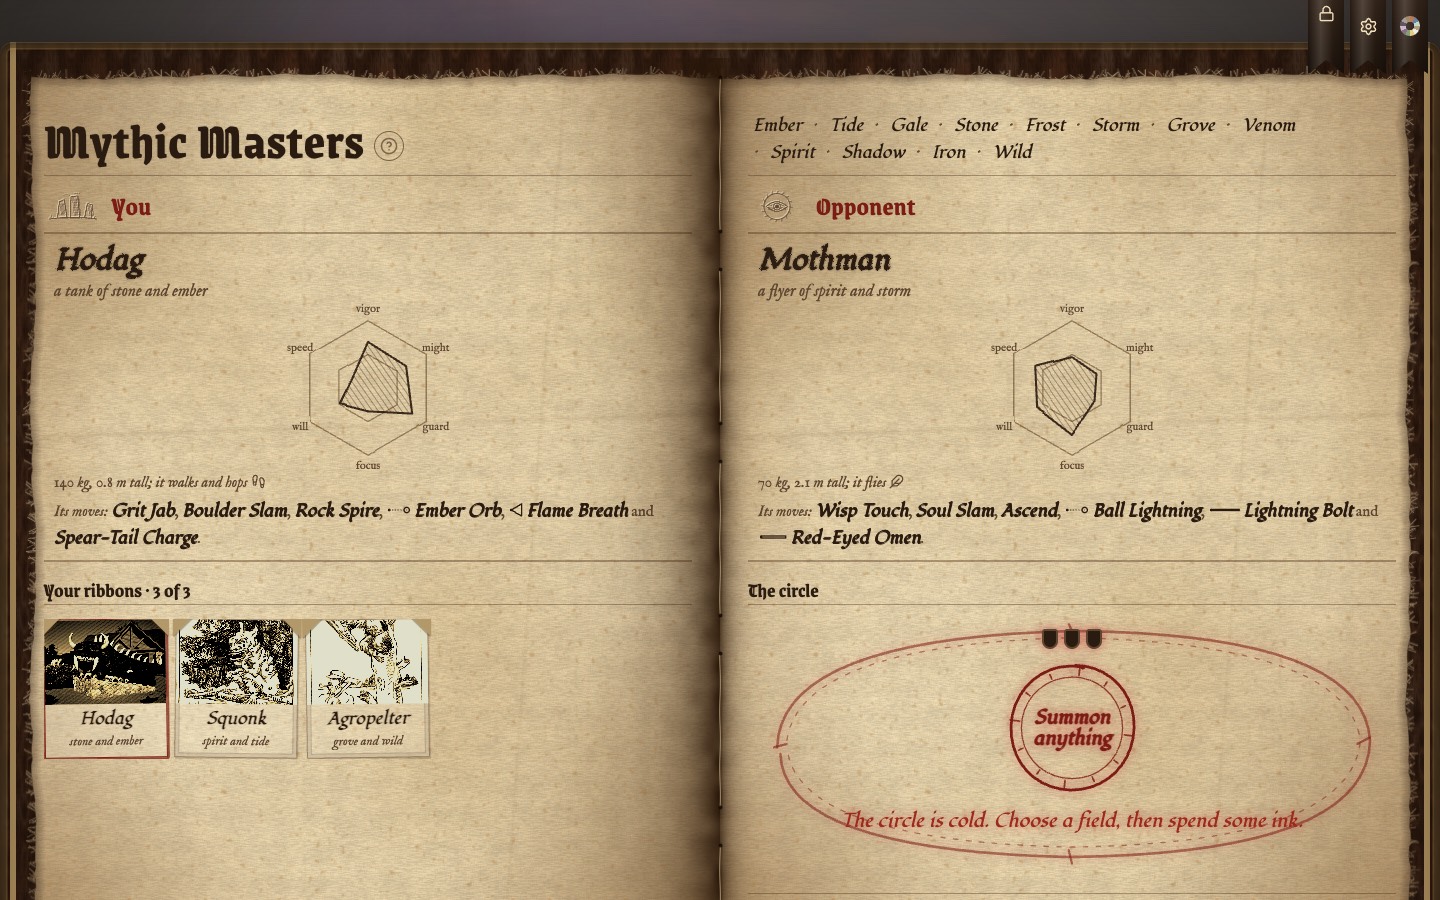 Mythic Masters
You
Hodag
a tank of stone and ember
vigor
speed
might
will
guard
focus
140 kg, 0.8 m tall; it walks and hops
Its moves: Grit Jab, Boulder Slam, Rock Spire, Ember Orb, Flame Breath and
Spear-Tail Charge.
Your ribbons · 3 of 3
Hodag
stone and ember
Squonk
spirit and tide
Agropelter
grove and wild
Ember · Tide · Gale · Stone · Frost · Storm · Grove · Venom
· Spirit · Shadow · Iron · Wild
Opponent
Mothman
a flyer of spirit and storm
vigor
speed
might
will
guard
focus
70 kg, 2.1 m tall; it flies
Its moves: Wisp Touch, Soul Slam, Ascend, Ball Lightning, Lightning Bolt and
Red-Eyed Omen.
The circle
Summon
anything
The circle is cold. Choose a field, then spend some ink.